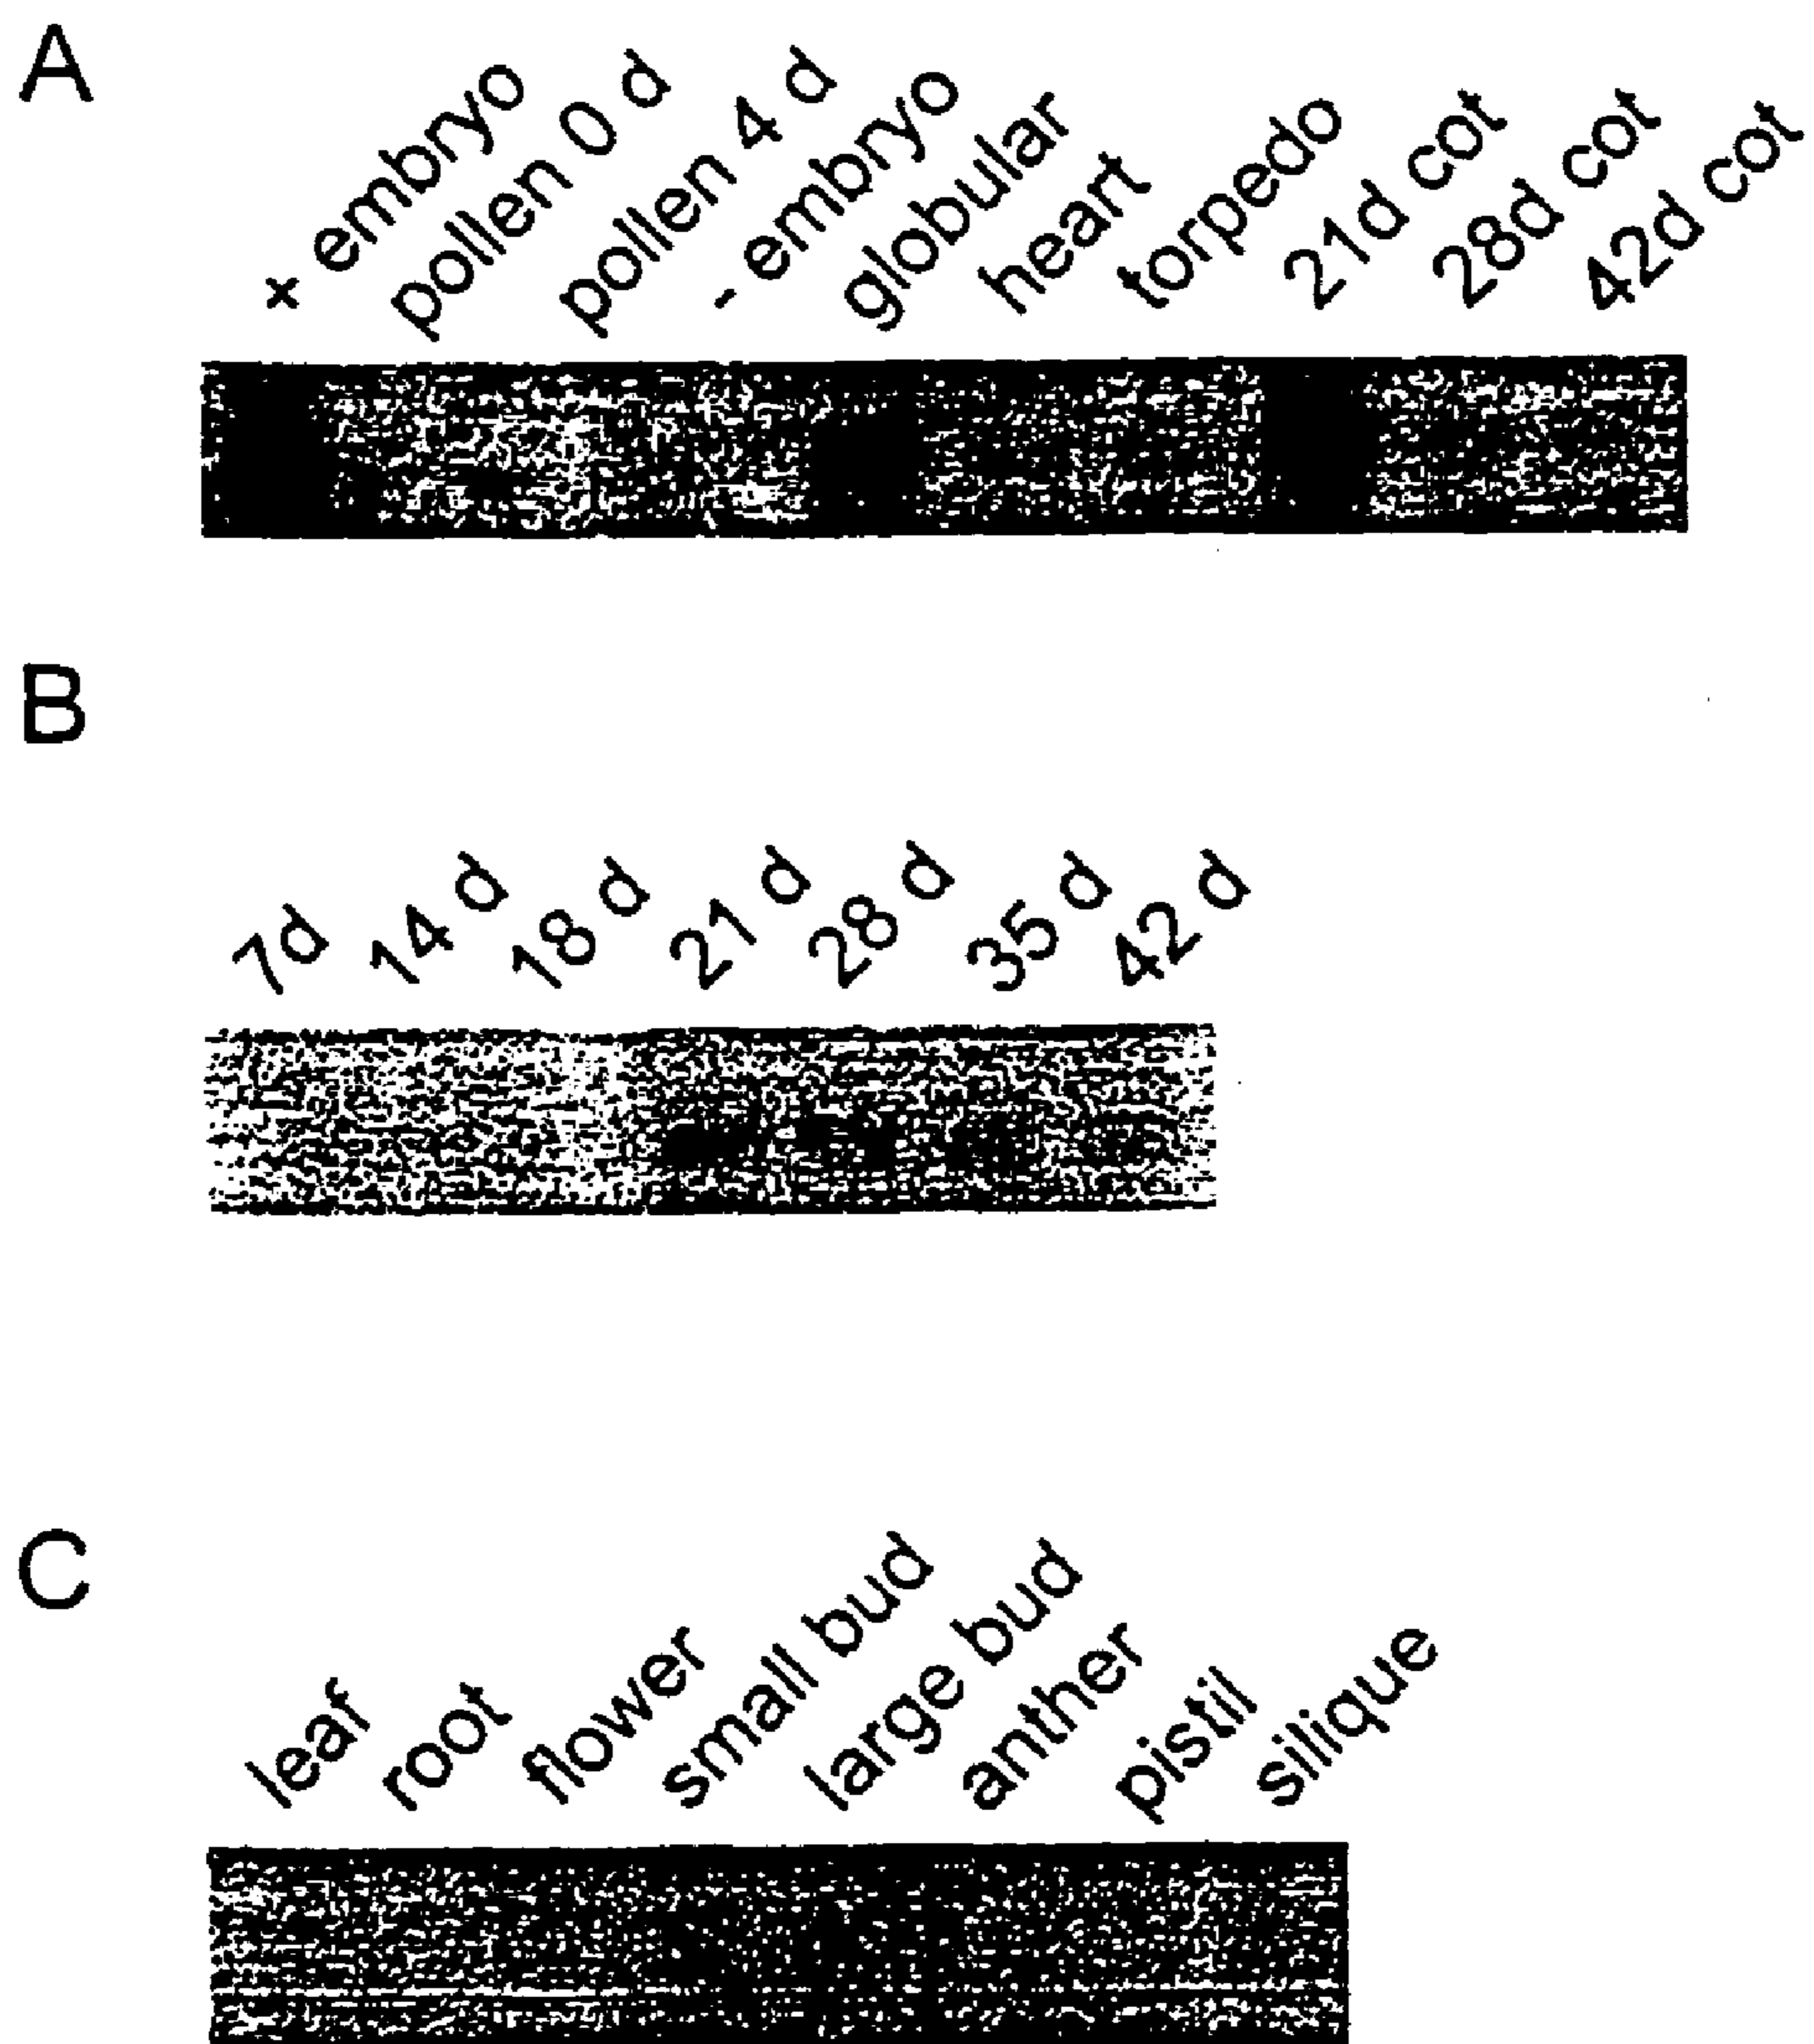 A
+ embryo
pollen 0 d
pollen 4 d
- embryo
globular
heart
torpedo
21d cot
28d cot
42d cot
B
7d
14 d
18 d
21 d
28 d
35 d
42 d
C
leaf
root
flower
small bud
large bud
anther
pistil
silique